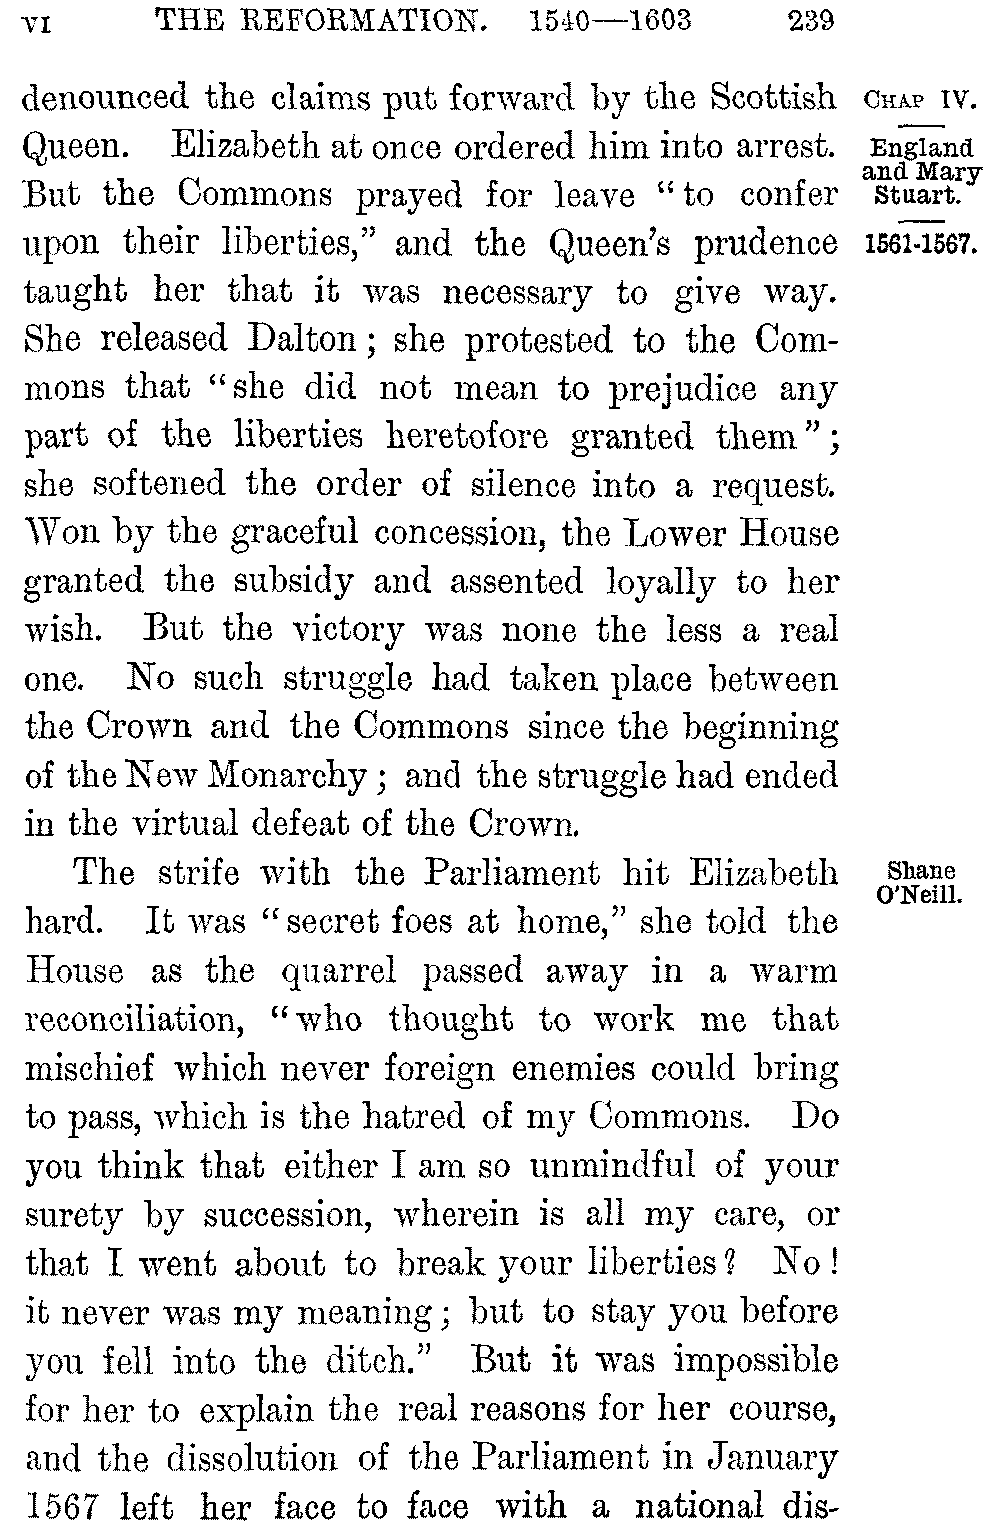 VI THE REFORMATION. 1540—1603 239
denounced the claims put forward by the Scottish
Queen. Elizabeth at once ordered him into arrest.
But the Commons prayed for leave “to confer
upon their liberties,” and the Queen’s prudence
taught her that it was necessary to give way.
She released Dalton; she protested to the Com-
mons that “she did not mean to prejudice any
part of the liberties heretofore granted them”;
she softened the order of silence into a request.
Won by the graceful concession, the Lower House
granted the subsidy and assented loyally to her
wish. But the victory was none the less a real
one. No such struggle had taken place between
the Crown and the Commons since the beginning
of the New Monarchy; and the struggle had ended
in the virtual defeat of the Crown.
The strife with the Parliament hit Elizabeth
hard. It was “secret foes at home,” she told the
House as the quarrel passed away in a warm
reconciliation, “who thought to work me that
mischief which never foreign enemies could bring
to pass, which is the hatred of my Commons. Do
you think that either I am so unmindful of your
surety by succession, wherein is all my care, or
that I went about to break your liberties? No!
it never was my meaning; but to stay you before
you fell into the ditch.” But it was impossible
for her to explain the real reasons for her course,
and the dissolution of the Parliament in January
1567 left her face to face with a national dis-
CHAP IV.
England
and Mary
Stuart.
1561-1567.
Shane
O’Neill.